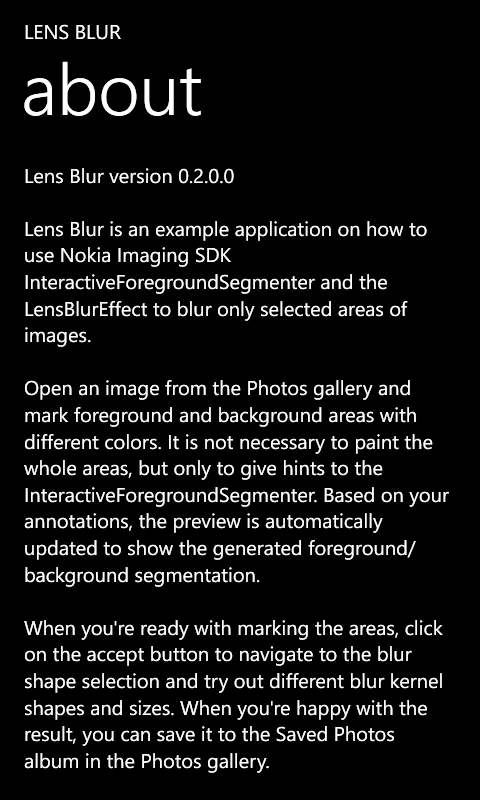 LENS BLUR
about
Lens Blur version 0.2.0.0
Lens Blur is an example application on how to
use Nokia Imaging SDK
InteractiveForegroundSegmenter and the
LensBlurEffect to blur only selected areas of
images.
Open an image from the Photos gallery and
mark foreground and background areas with
different colors. It is not necessary to paint the
whole areas, but only to give hints to the
InteractiveForegroundSegmenter. Based on your
annotations, the preview is automatically
updated to show the generated foreground/
background segmentation.
When you're ready with marking the areas, click
on the accept button to navigate to the blur
shape selection and try out different blur kernel
shapes and sizes. When you're happy with the
result, you can save it to the Saved Photos
album in the Photos gallery.